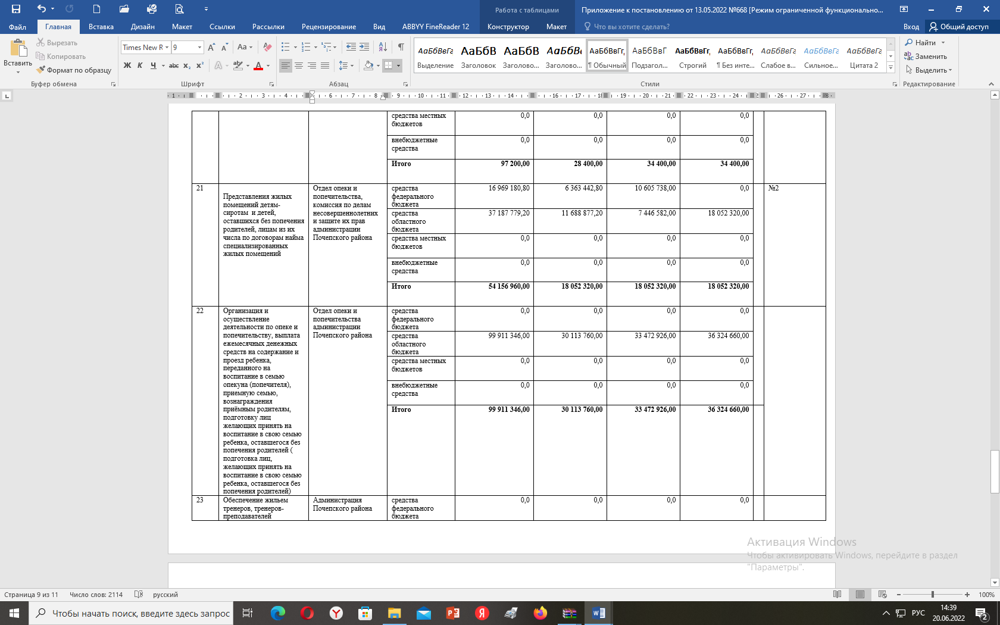 Работа с таблицами
Приложение к постановлению от 13.05.2022 №668 [Режим ограниченной функционально...
Файл Главная Вставка Дизайн Макет Ссылки Рассылки Рецензирование Вид ABBYY FineReader 12 Конструктор Макет Что вы хотите сделать? Вход Общий доступ
Вставить
Вырезать
Копировать
Формат по образцу
Буфер обмена
Times New R 9
Ж К Ч abc x₂ x²
Шрифт
Абзац
АаБбВвГг АаБбВ АаБбВ АаБбВ АаБбВвГг, АаБбВвГ АаБбВвГг, АаБбВвГг, АаБбВвГг АаБбВвГг АаБбВвГг
Выделение Заголовок Заголово... Заголово... ¶ Обычный Подзагол... Строгий ¶ Без инте... Слабое в... Сильное... Цитата 2
Стили
Найти
Заменить
Выделить
Редактирование
средства местных бюджетов 0,0 0,0 0,0 0,0
внебюджетные средства 0,0 0,0 0,0 0,0
Итого 97 200,00 28 400,00 34 400,00 34 400,00
21
Представления жилых
помещений детям-
сиротам и детей,
оставшихся без попечения
родителей, лицам из их
числа по договорам найма
специализированных
жилых помещений
Отдел опеки и
попечительства,
комиссия по делам
несовершеннолетних
и защите их прав
администрации
Почепского района
средства федерального бюджета 16 969 180,80 6 363 442,80 10 605 738,00 0,0 №2
средства областного бюджета 37 187 779,20 11 688 877,20 7 446 582,00 18 052 320,00
средства местных бюджетов 0,0 0,0 0,0 0,0
внебюджетные средства 0,0 0,0 0,0 0,0
Итого 54 156 960,00 18 052 320,00 18 052 320,00 18 052 320,00
22
Организация и
осуществление
деятельности по опеке и
попечительству, выплата
ежемесячных денежных
средств на содержание и
проезд ребенка,
переданного на
воспитание в семью
опекуна (попечителя),
приемную семью,
вознаграждения
приёмным родителям,
подготовку лиц
желающих принять на
воспитание в свою семью
ребенка, оставшегося без
попечения родителей (
подготовка лиц,
желающих принять на
воспитание в свою семью
ребенка, оставшегося без
попечения родителей)
Отдел опеки и
попечительства
администрации
Почепского района
средства федерального бюджета 0,0 0,0 0,0 0,0
средства областного бюджета 99 911 346,00 30 113 760,00 33 472 926,00 36 324 660,00
средства местных бюджетов 0,0 0,0 0,0 0,0
внебюджетные средства 0,0 0,0 0,0 0,0
Итого 99 911 346,00 30 113 760,00 33 472 926,00 36 324 660,00
23
Обеспечение жильем
тренеров, тренеров-
преподавателей
Администрация
Почепского района
средства федерального бюджета 0,0 0,0 0,0 0,0
Активация Windows
Чтобы активировать Windows, перейдите в раздел
"Параметры".
Страница 9 из 11 Число слов: 2114 русский 100%
Чтобы начать поиск, введите здесь запрос
РУС
14:39
20.06.2022
2